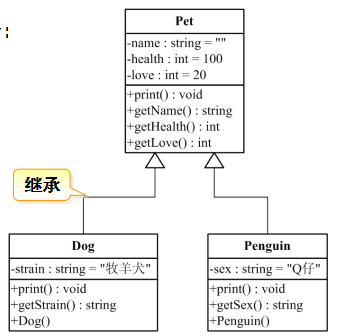 Pet
-name : string = ""
-health : int = 100
-love : int = 20
+print() : void
+getName() : string
+getHealth() : int
+getLove() : int
继承
Dog
-strain : string = "牧羊犬"
+print() : void
+getStrain() : string
+Dog()
Penguin
-sex : string = "Q仔"
+print() : void
+getSex() : string
+Penguin()